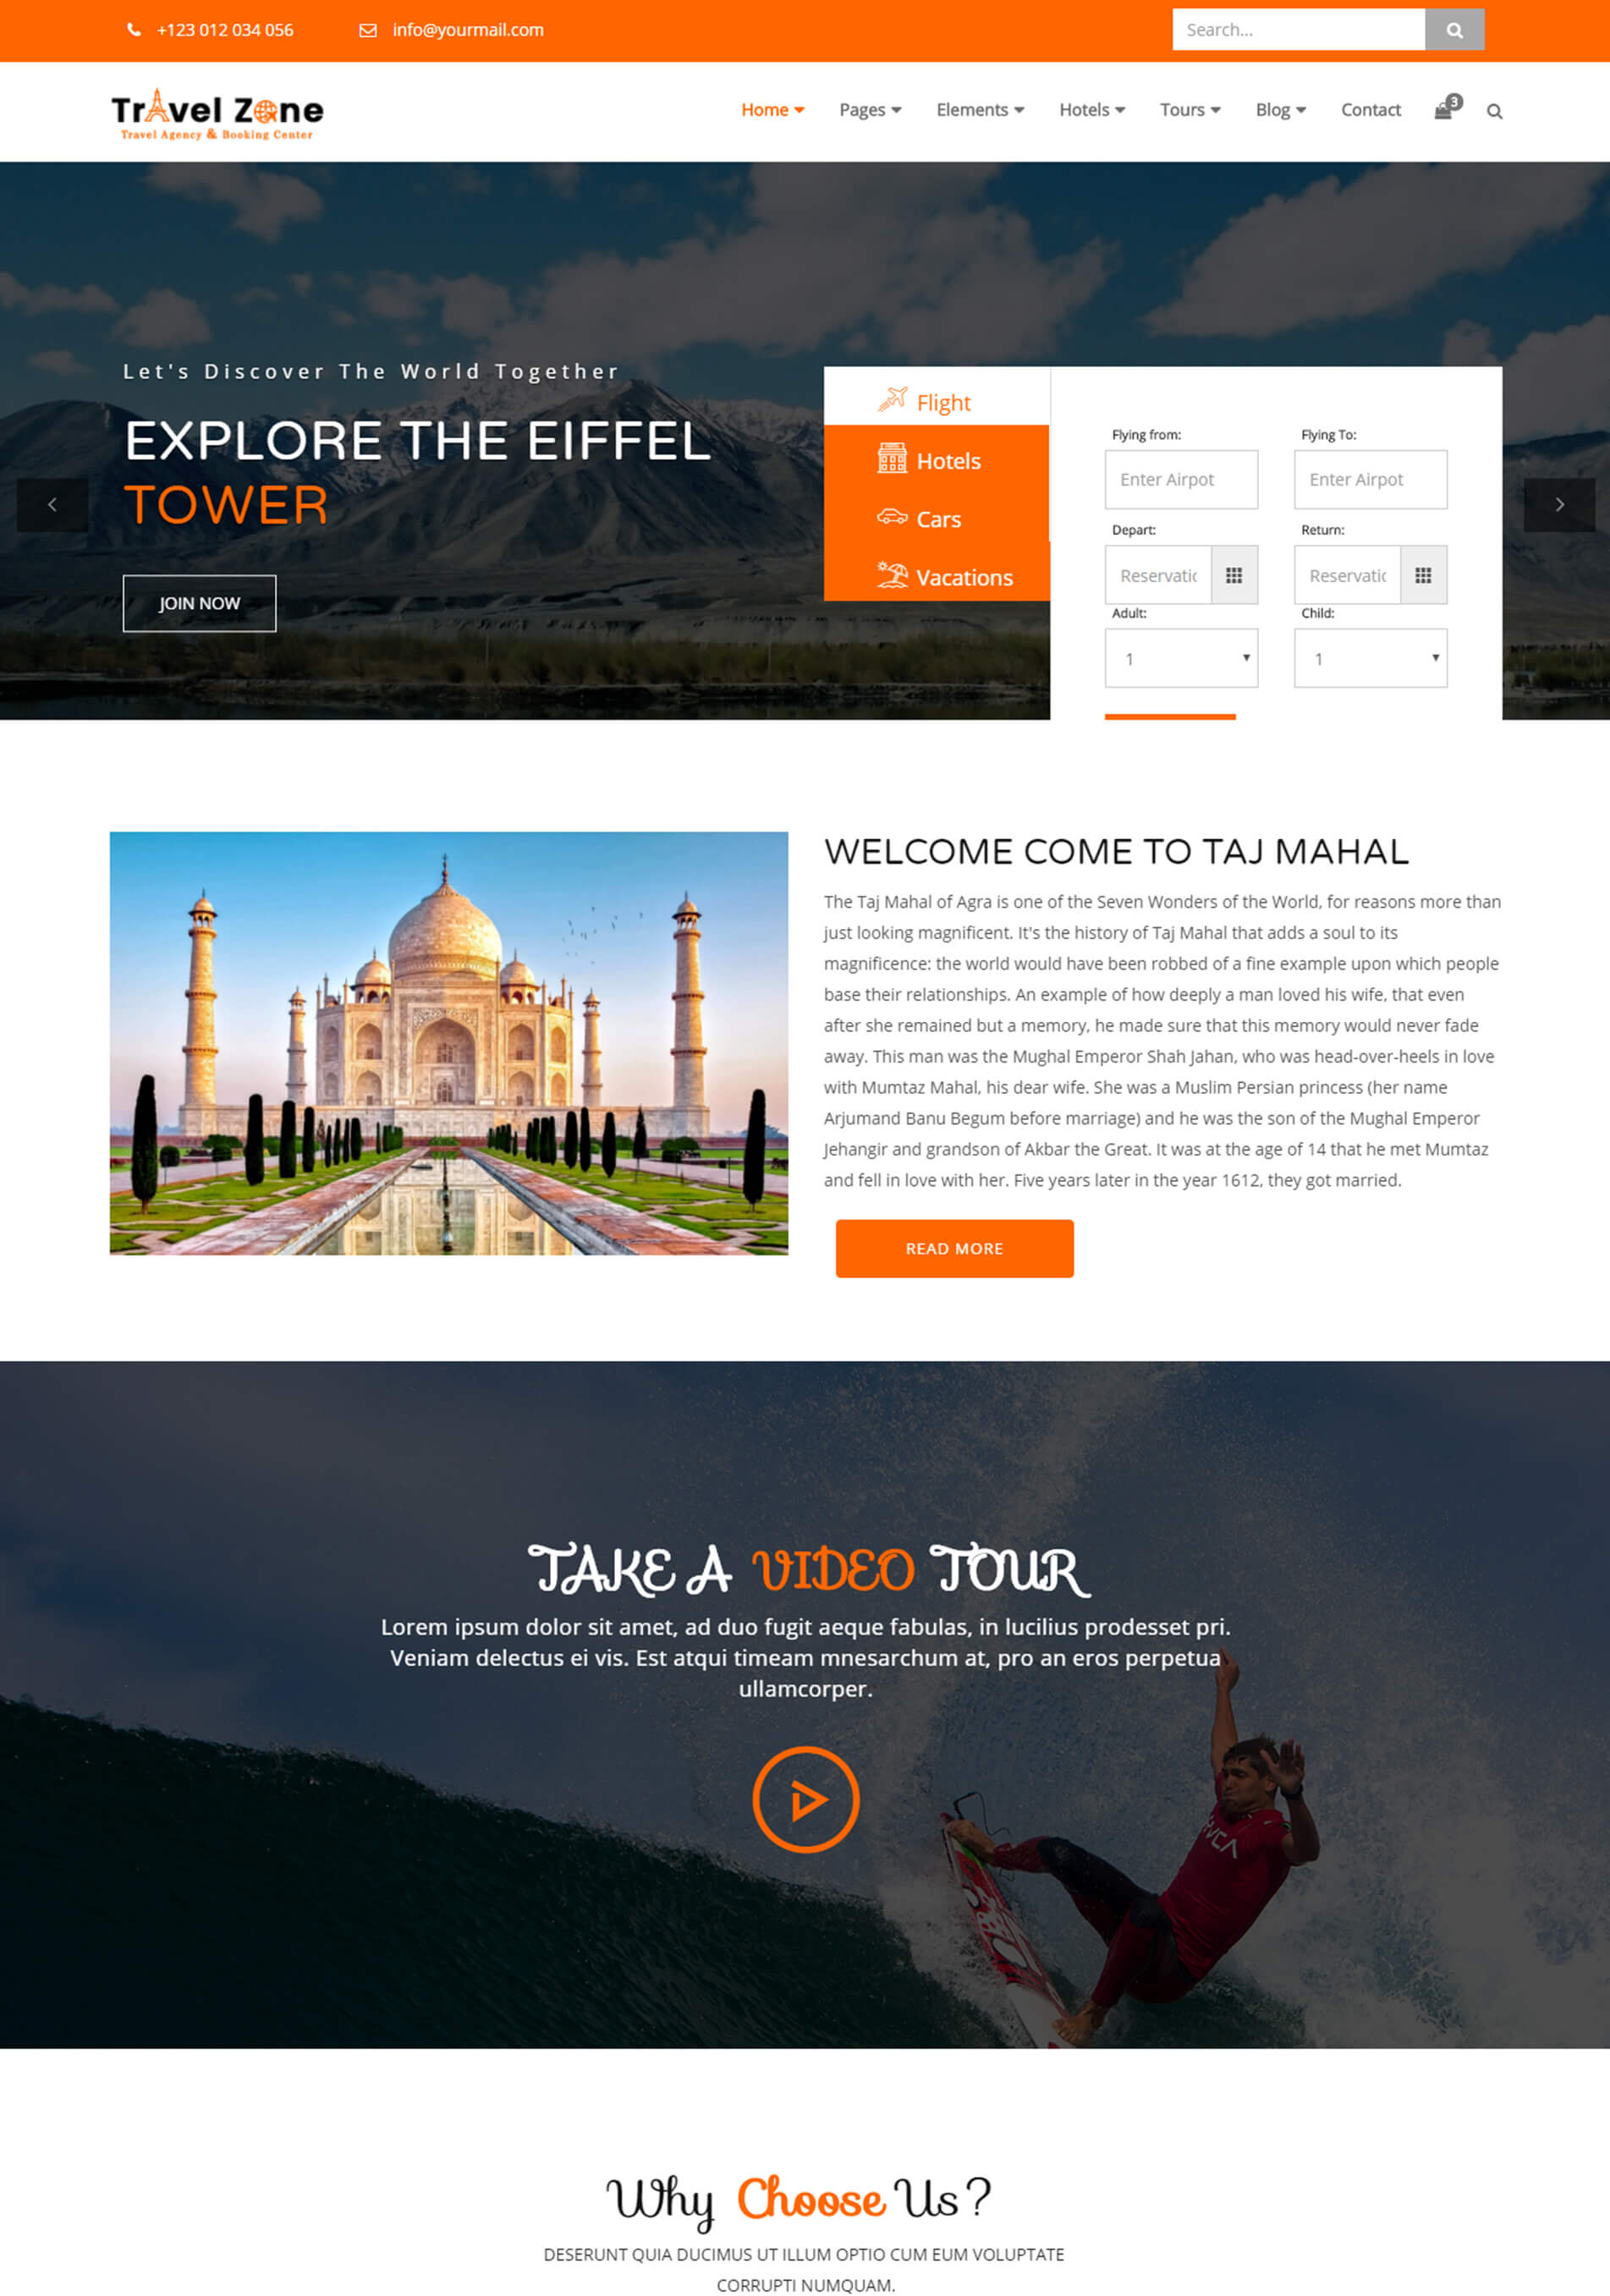 +123 012 034 056
info@yourmail.com
Search...
Travel Zone
Travel Agency & Booking Center
Home
Pages
Elements
Hotels
Tours
Blog
Contact
3
Let's Discover The World Together
EXPLORE THE EIFFEL
TOWER
JOIN NOW
Flight
Hotels
Cars
Vacations
Flying from:
Flying To:
Enter Airpot
Enter Airpot
Depart:
Return:
Reservatic
Reservatic
Adult:
Child:
1
1
WELCOME COME TO TAJ MAHAL
The Taj Mahal of Agra is one of the Seven Wonders of the World, for reasons more than
just looking magnificent. It's the history of Taj Mahal that adds a soul to its
magnificence: the world would have been robbed of a fine example upon which people
base their relationships. An example of how deeply a man loved his wife, that even
after she remained but a memory, he made sure that this memory would never fade
away. This man was the Mughal Emperor Shah Jahan, who was head-over-heels in love
with Mumtaz Mahal, his dear wife. She was a Muslim Persian princess (her name
Arjumand Banu Begum before marriage) and he was the son of the Mughal Emperor
Jehangir and grandson of Akbar the Great. It was at the age of 14 that he met Mumtaz
and fell in love with her. Five years later in the year 1612, they got married.
READ MORE
TAKE A VIDEO TOUR
Lorem ipsum dolor sit amet, ad duo fugit aeque fabulas, in lucilius prodesset pri.
Veniam delectus ei vis. Est atqui timeam mnesarchum at, pro an eros perpetua
ullamcorper.
RVCA
Why Choose Us?
DESERUNT QUIA DUCIMUS UT ILLUM OPTIO CUM EUM VOLUPTATE
CORRUPTI NUMQUAM.